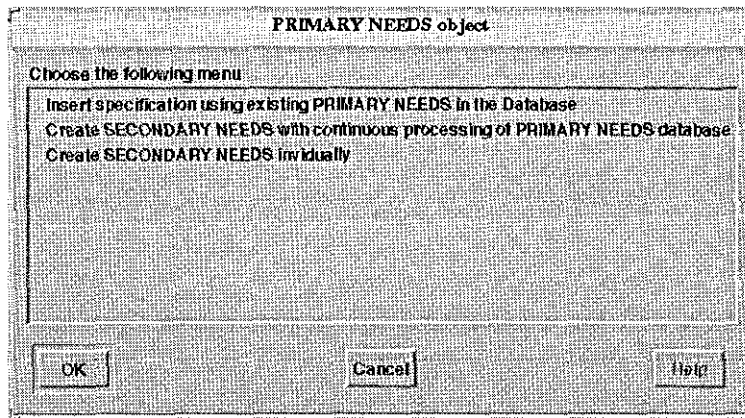 PRIMARY NEEDS object
Choose the following menu
Insert specification using existing PRIMARY NEEDS in the Database
Create SECONDARY NEEDS with continuous processing of PRIMARY NEEDS database
Create SECONDARY NEEDS invidually
OK
Cancel
Help